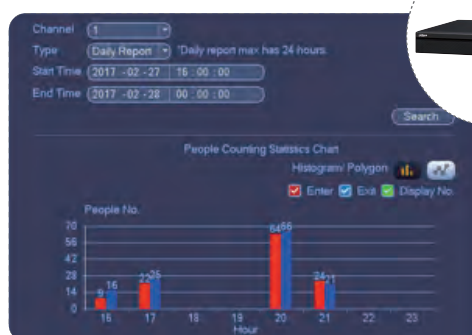 Channel 1
Type Daily Report *Daily report max has 24 hours.
Start Time 2017 -02 -27 16 : 00 : 00
End Time 2017 -02 -28 00 : 00 : 00
Search
People Counting Statistics Chart
Histogram/ Polygon
Enter Exit Display No.
People No.
70
56
42
28
14
0
9 16 22 25 64 66 24 21
16 17 18 19 20 21 22 23
Hour